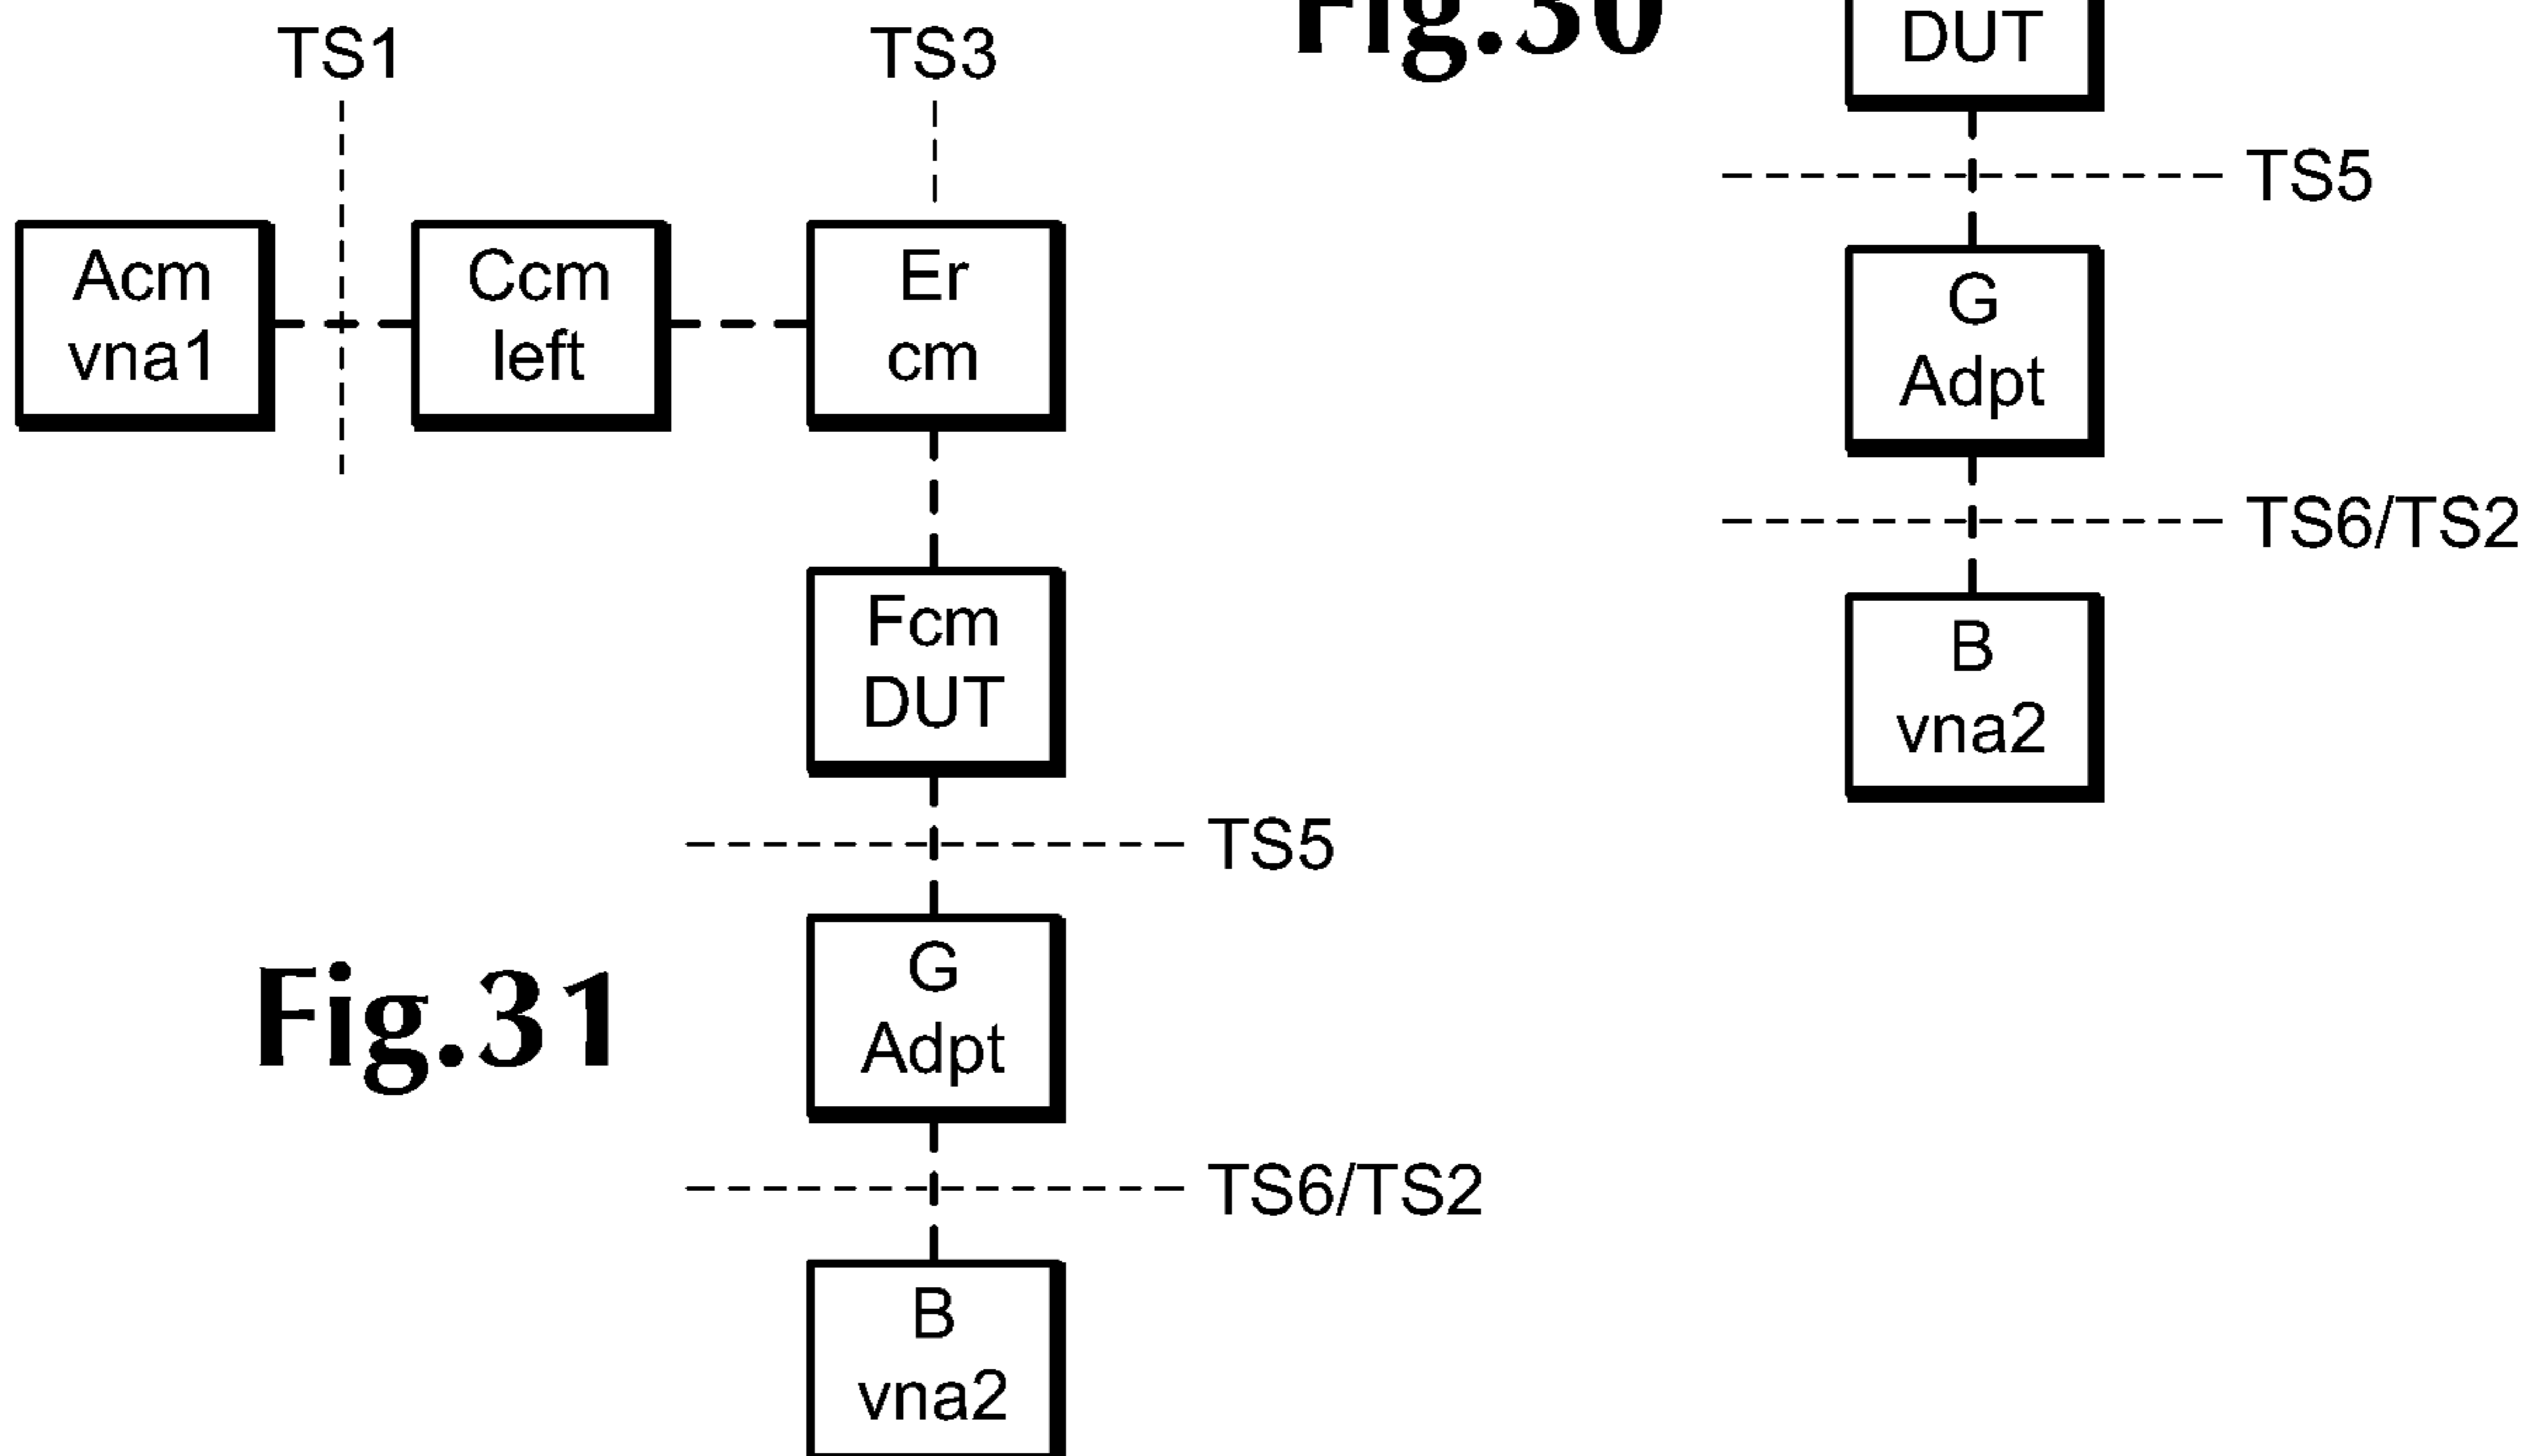 TS1
TS3
Acm
vna1
Ccm
left
Er
cm
Fcm
DUT
TS5
G
Adpt
TS6/TS2
B
vna2
Fig.31
Fig.30
DUT
TS5
G
Adpt
TS6/TS2
B
vna2